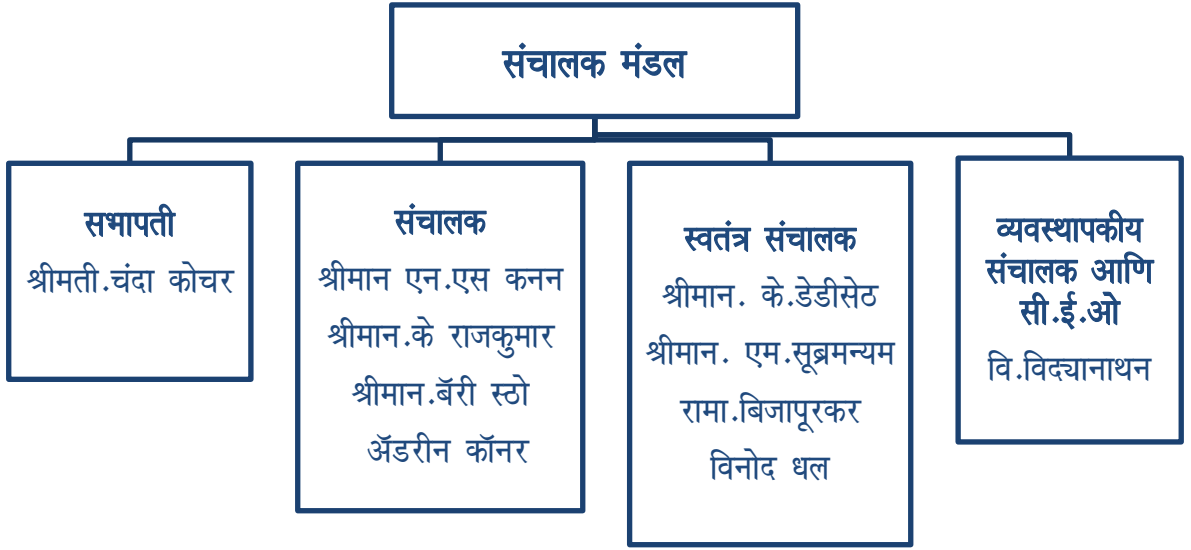 संचालक मंडल
सभापती
श्रीमती.चंदा कोचर
संचालक
श्रीमान एन.एस कनन
श्रीमान.के राजकुमार
श्रीमान.बॅरी स्ठो
ॲडरीन कॉनर
स्वतंत्र संचालक
श्रीमान. के.डेडीसेठ
श्रीमान. एम.सूब्रमन्यम
रामा.बिजापूरकर
विनोद धल
व्यवस्थापकीय
संचालक आणि
सी.ई.ओ
वि.विद्यानाथन